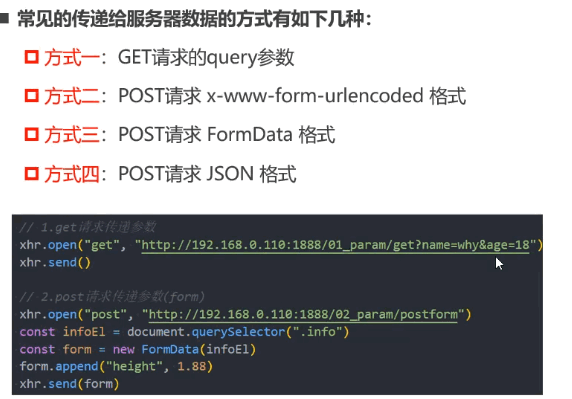 常见的传递给服务器数据的方式有如下几种：
方式一：GET请求的query参数
方式二：POST请求 x-www-form-urlencoded 格式
方式三：POST请求 FormData 格式
方式四：POST请求 JSON 格式
// 1.get请求传递参数
xhr.open("get", "http://192.168.0.110:1888/01_param/get?name=why&age=18")
xhr.send()
// 2.post请求传递参数(form)
xhr.open("post", "http://192.168.0.110:1888/02_param/postform")
const infoEl = document.querySelector(".info")
const form = new FormData(infoEl)
form.append("height", 1.88)
xhr.send(form)